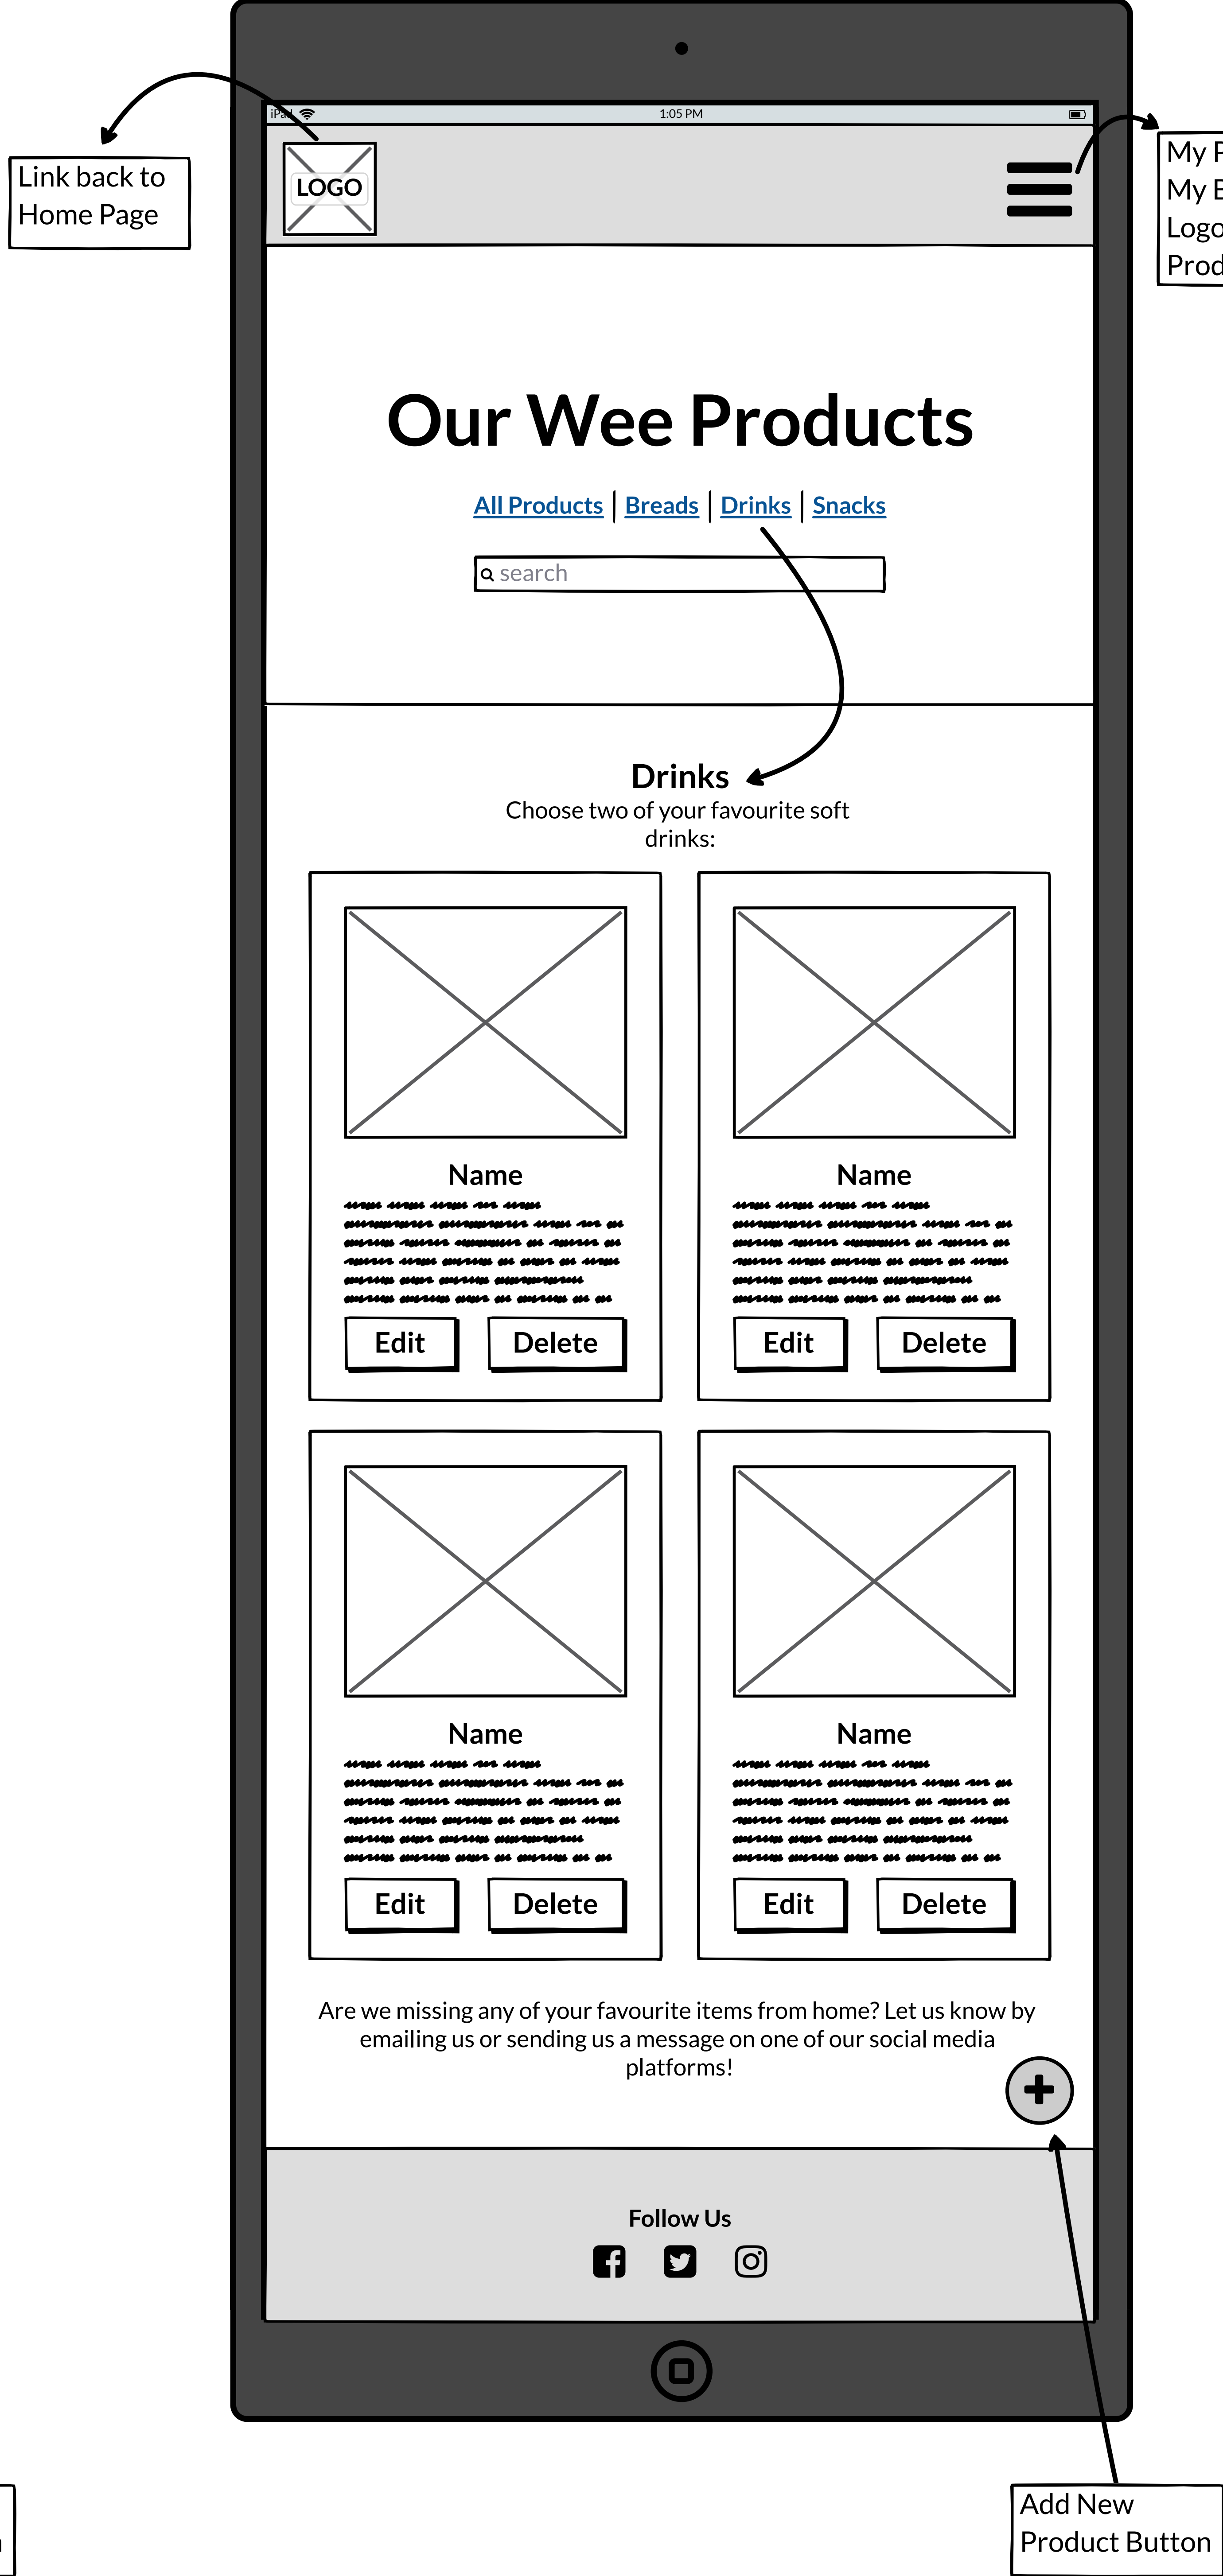 iPad
1:05 PM
Link back to
Home Page
LOGO
My
My
Our Wee Products
All Products | Breads | Drinks | Snacks
search
Drinks
Choose two of your favourite soft
drinks:
Name Name
Edit Delete Edit Delete
Name Name
Edit Delete Edit Delete
Are we missing any of your favourite items from home? Let us know by
emailing us or sending us a message on one of our social media
platforms!
Follow Us
Add New
Product Button